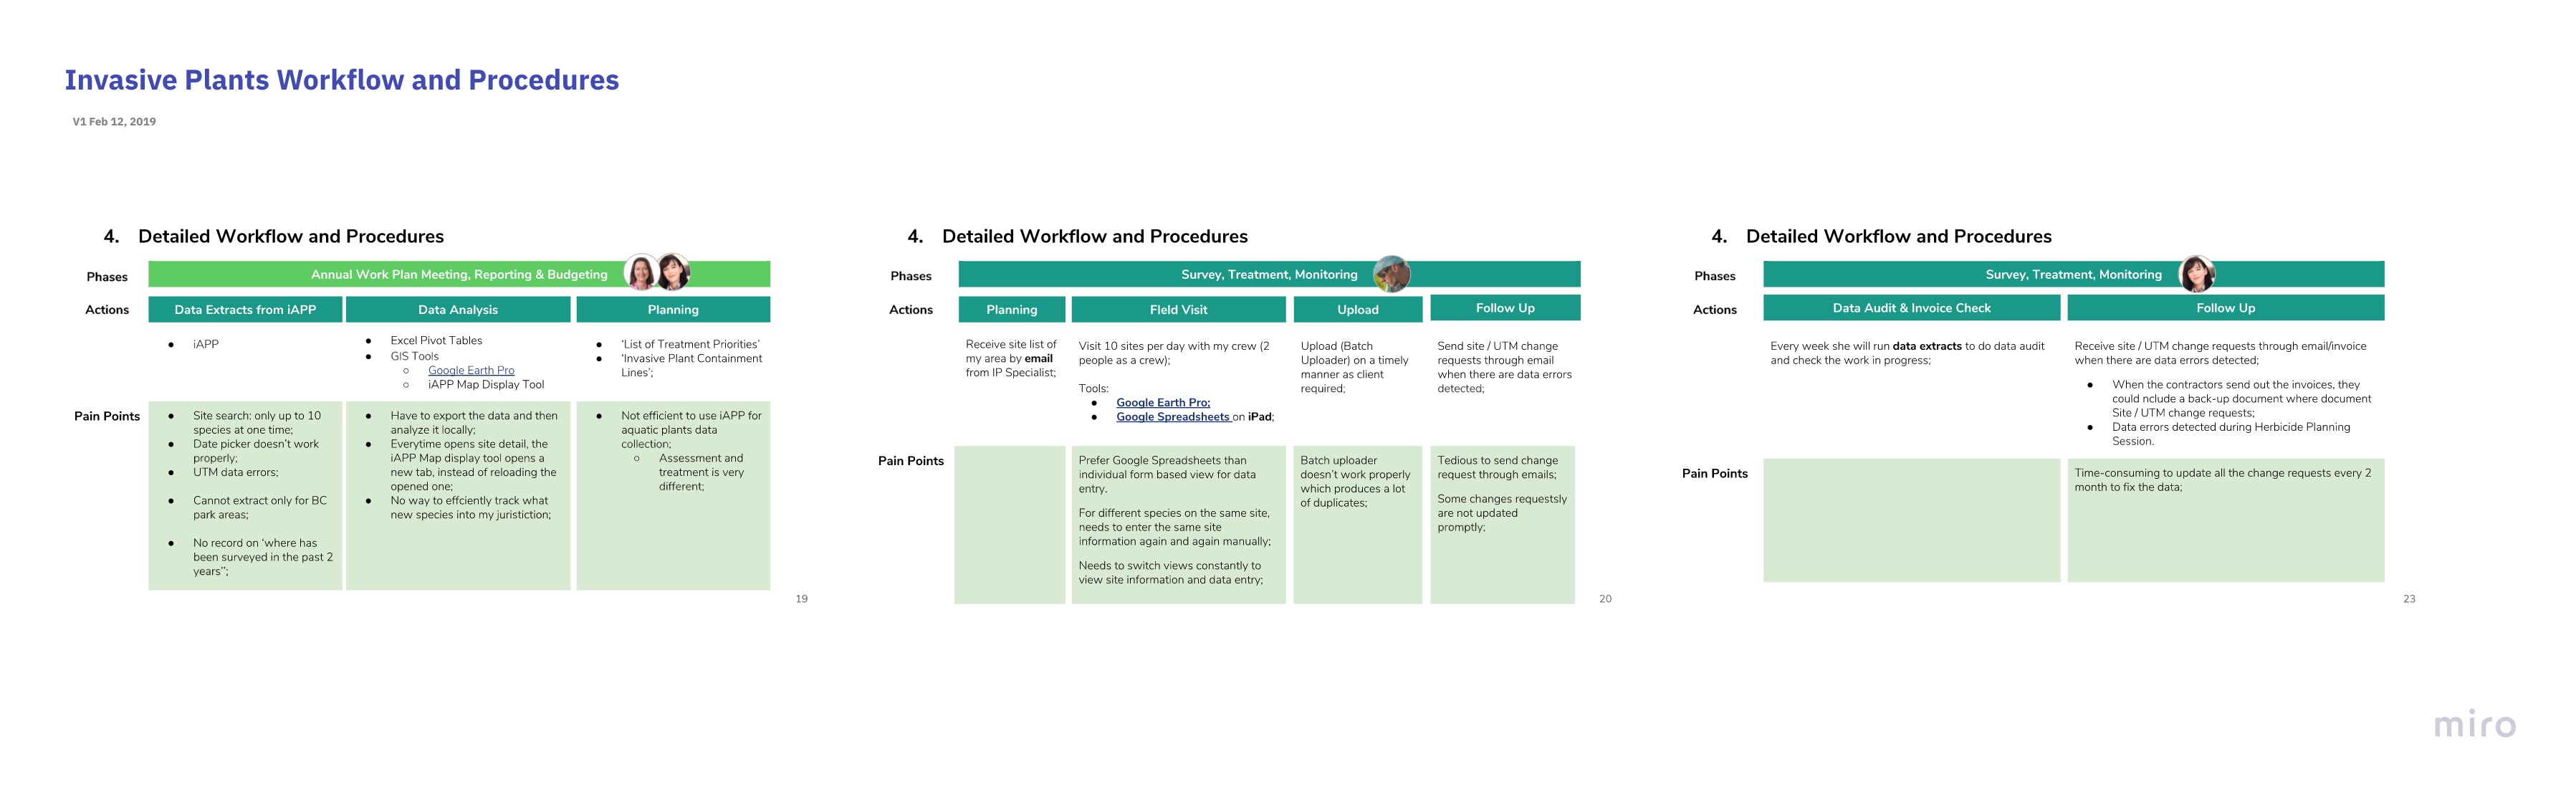 Invasive Plants Workflow and Procedures
V1 Feb 12, 2019
4. Detailed Workflow and Procedures
Phases
Annual Work Plan Meeting, Reporting & Budgeting
Actions
Data Extracts from iAPP
Data Analysis
Planning
● iAPP
● Excel Pivot Tables
● GIS Tools
○ Google Earth Pro
○ iAPP Map Display Tool
● ‘List of Treatment Priorities’
● ‘Invasive Plant Containment
Lines’;
Pain Points
● Site search: only up to 10
species at one time;
● Date picker doesn’t work
properly;
● UTM data errors;
● Cannot extract only for BC
park areas;
● No record on ‘where has
been surveyed in the past 2
years”;
● Have to export the data and then
analyze it locally;
● Everytime opens site detail, the
iAPP Map display tool opens a
new tab, instead of reloading the
opened one;
● No way to effciently track what
new species into my juristiction;
● Not efficient to use iAPP for
aquatic plants data
collection;
○ Assessment and
treatment is very
different;
19
4. Detailed Workflow and Procedures
Phases
Survey, Treatment, Monitoring
Actions
Planning
FIeld Visit
Upload
Follow Up
Receive site list of
my area by email
from IP Specialist;
Visit 10 sites per day with my crew (2
people as a crew);
Tools:
● Google Earth Pro;
● Google Spreadsheets on iPad;
Upload (Batch
Uploader) on a timely
manner as client
required;
Send site / UTM change
requests through email
when there are data errors
detected;
Pain Points
Prefer Google Spreadsheets than
individual form based view for data
entry.
For different species on the same site,
needs to enter the same site
information again and again manually;
Needs to switch views constantly to
view site information and data entry;
Batch uploader
doesn’t work properly
which produces a lot
of duplicates;
Tedious to send change
request through emails;
Some changes requestsly
are not updated
promptly;
20
4. Detailed Workflow and Procedures
Phases
Survey, Treatment, Monitoring
Actions
Data Audit & Invoice Check
Follow Up
Every week she will run data extracts to do data audit
and check the work in progress;
Receive site / UTM change requests through email/invoice
when there are data errors detected;
● When the contractors send out the invoices, they
could nclude a back-up document where document
Site / UTM change requests;
● Data errors detected during Herbicide Planning
Session.
Pain Points
Time-consuming to update all the change requests every 2
month to fix the data;
23
miro